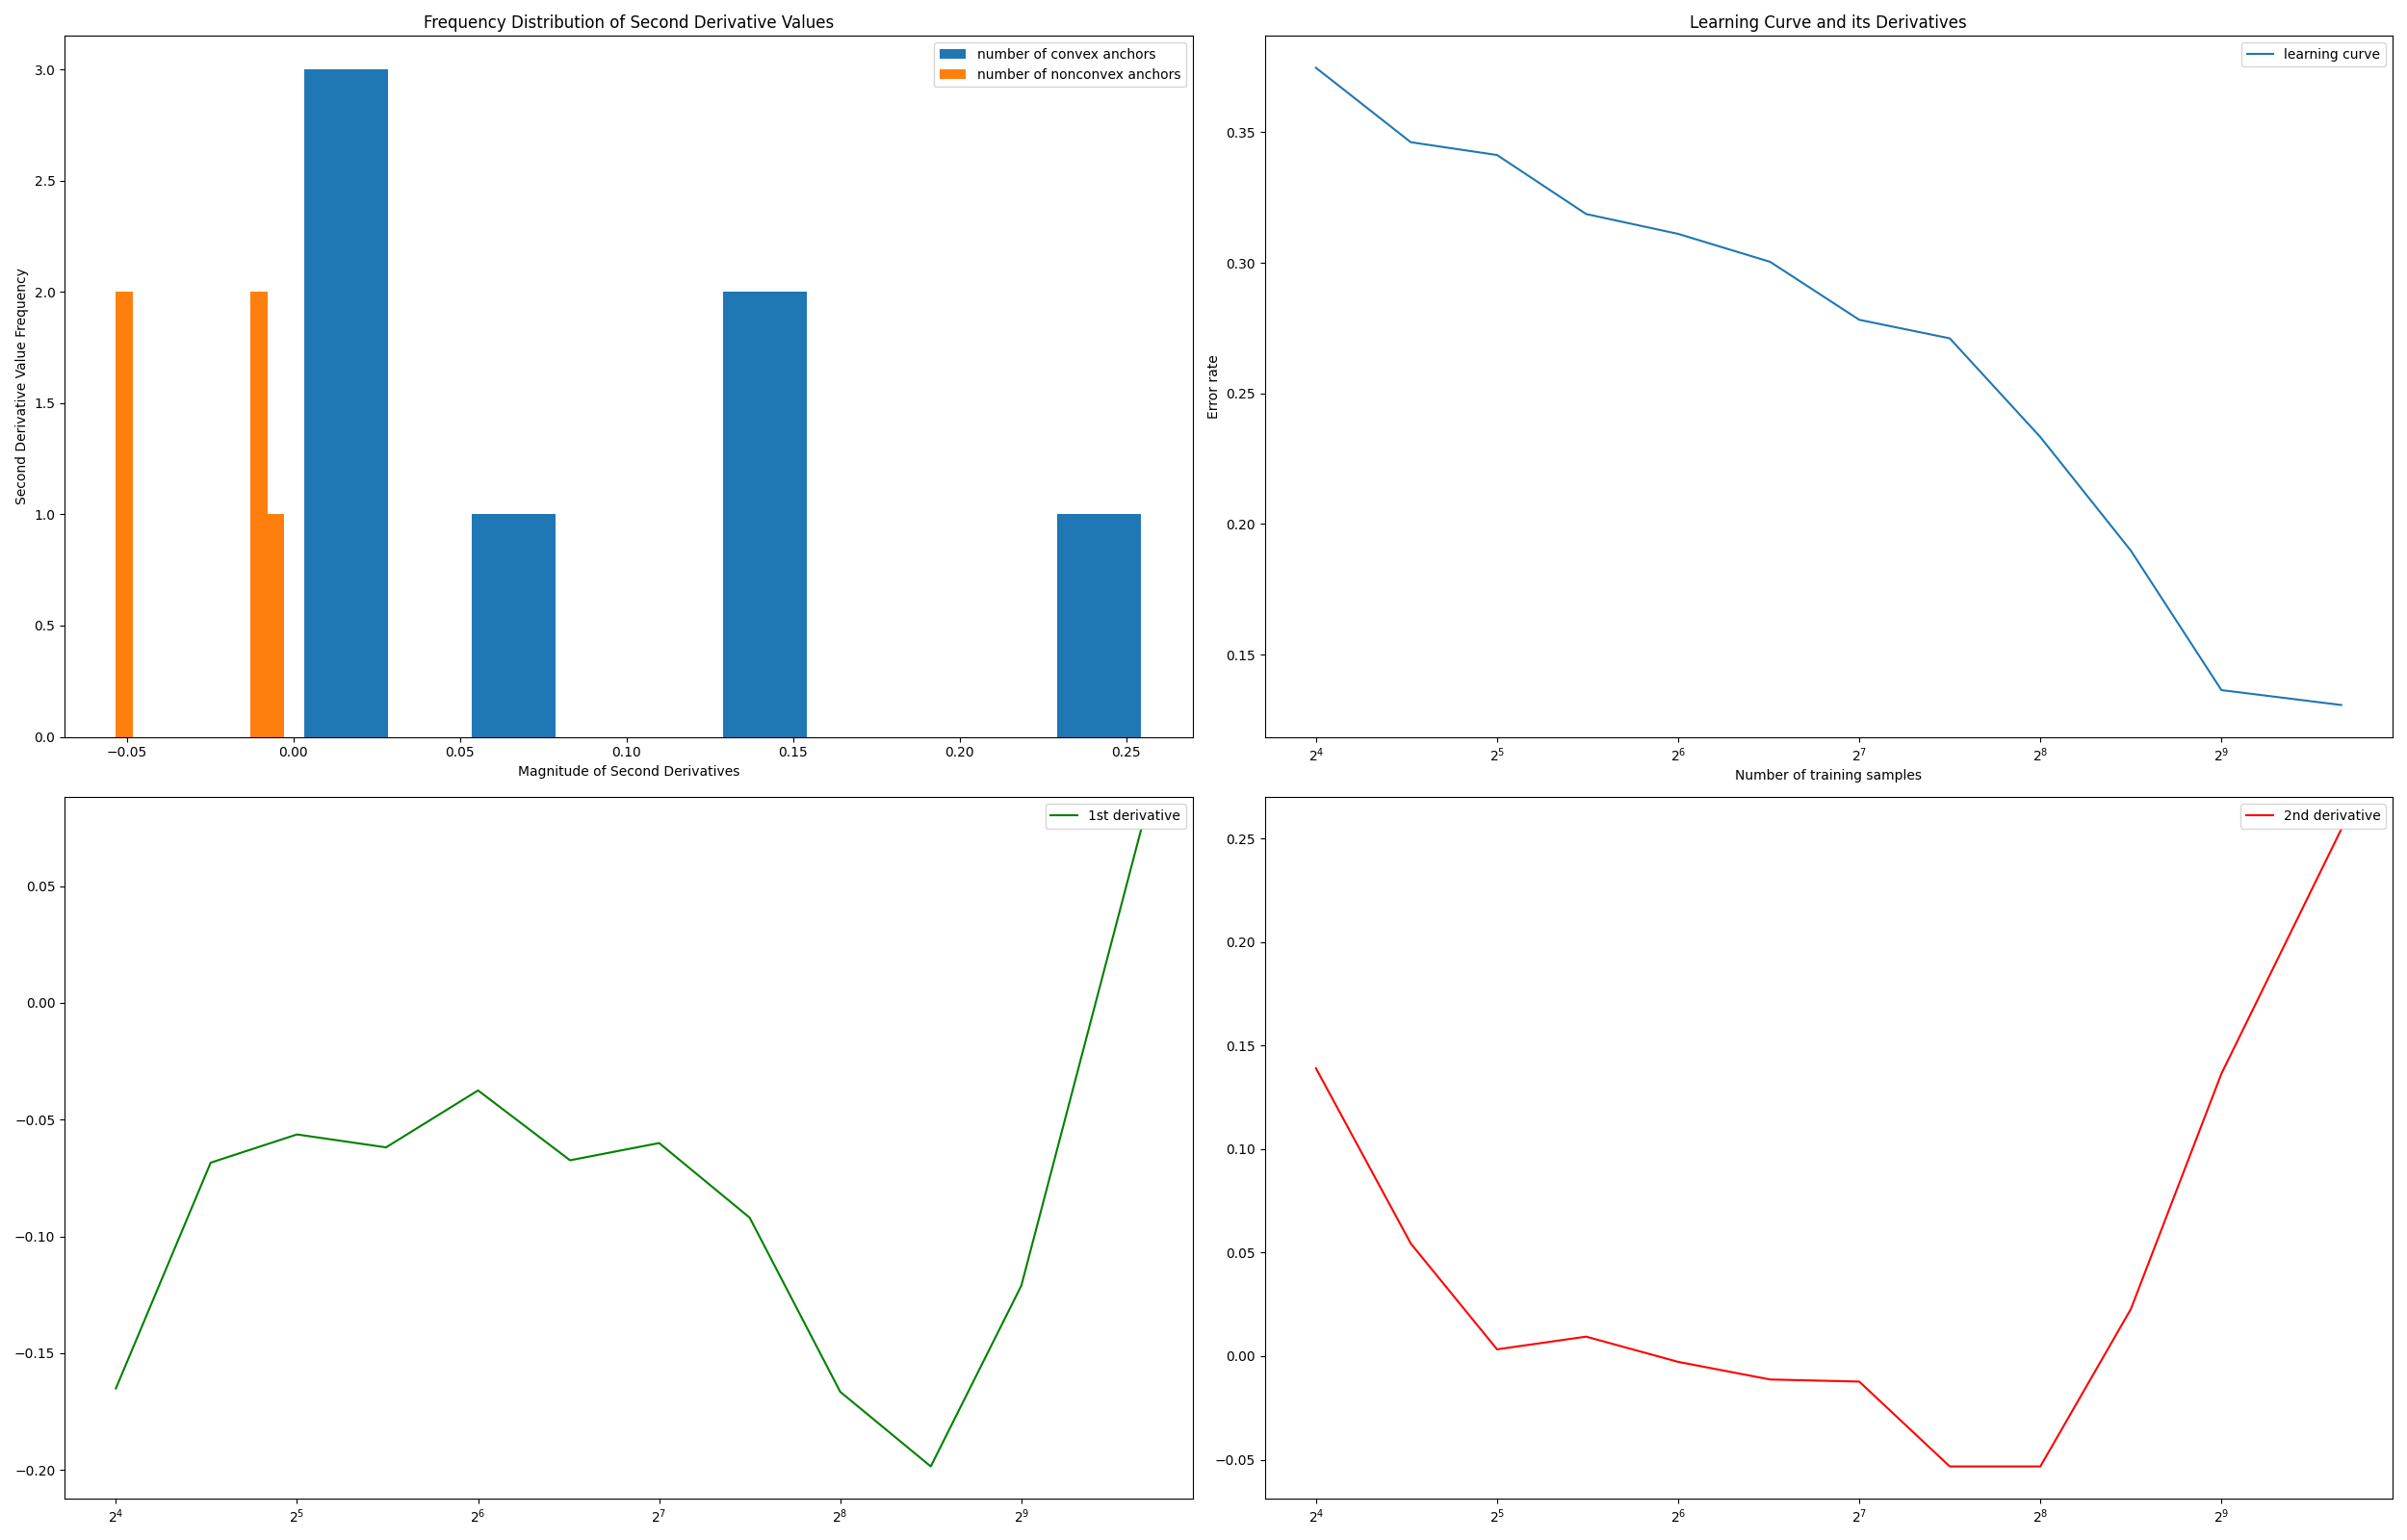 Frequency Distribution of Second Derivative Values
number of convex anchors
number of nonconvex anchors
Second Derivative Value Frequency
3.0
2.5
2.0
1.5
1.0
0.5
0.0
−0.05 0.00 0.05 0.10 0.15 0.20 0.25
Magnitude of Second Derivatives
Learning Curve and its Derivatives
learning curve
Error rate
0.35
0.30
0.25
0.20
0.15
2⁴ 2⁵ 2⁶ 2⁷ 2⁸ 2⁹
Number of training samples
1st derivative
0.05
0.00
−0.05
−0.10
−0.15
−0.20
2⁴ 2⁵ 2⁶ 2⁷ 2⁸ 2⁹
2nd derivative
0.25
0.20
0.15
0.10
0.05
0.00
−0.05
2⁴ 2⁵ 2⁶ 2⁷ 2⁸ 2⁹